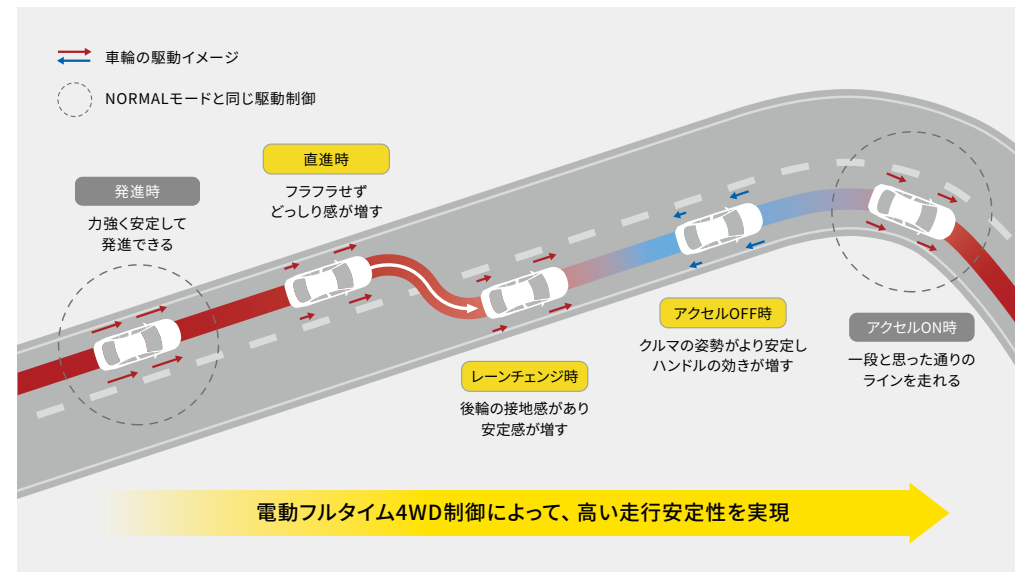 車輪の駆動イメージ
NORMALモードと同じ駆動制御
発進時
力強く安定して
発進できる
直進時
フラフラせず
どっしり感が増す
レーンチェンジ時
後輪の接地感があり
安定感が増す
アクセルOFF時
クルマの姿勢がより安定し
ハンドルの効きが増す
アクセルON時
一段と思った通りの
ラインを走れる
電動フルタイム4WD制御によって、高い走行安定性を実現